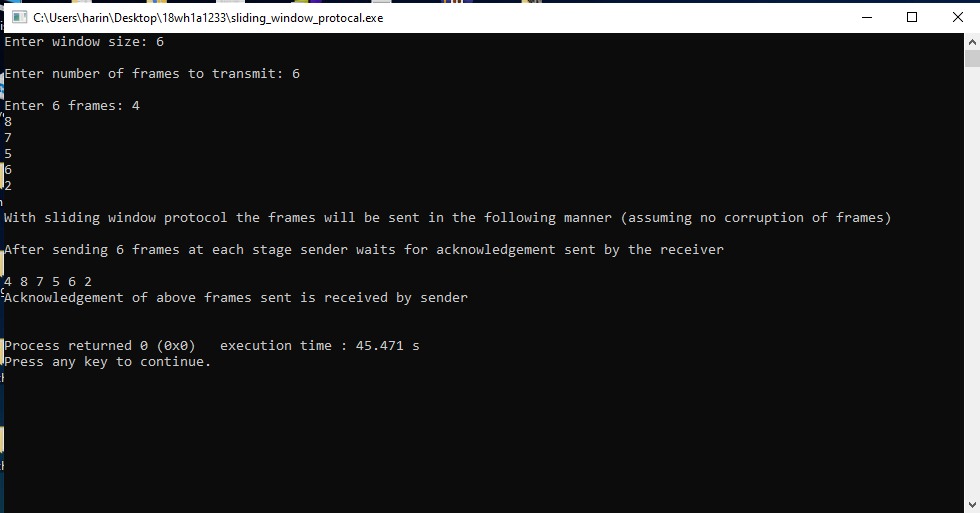 C:\Users\harin\Desktop\18wh1a1233\sliding_window_protocal.exe
Enter window size: 6
Enter number of frames to transmit: 6
Enter 6 frames: 4
8
7
5
6
2
With sliding window protocol the frames will be sent in the following manner (assuming no corruption of frames)
After sending 6 frames at each stage sender waits for acknowledgement sent by the receiver
4 8 7 5 6 2
Acknowledgement of above frames sent is received by sender
Process returned 0 (0x0)   execution time : 45.471 s
Press any key to continue.